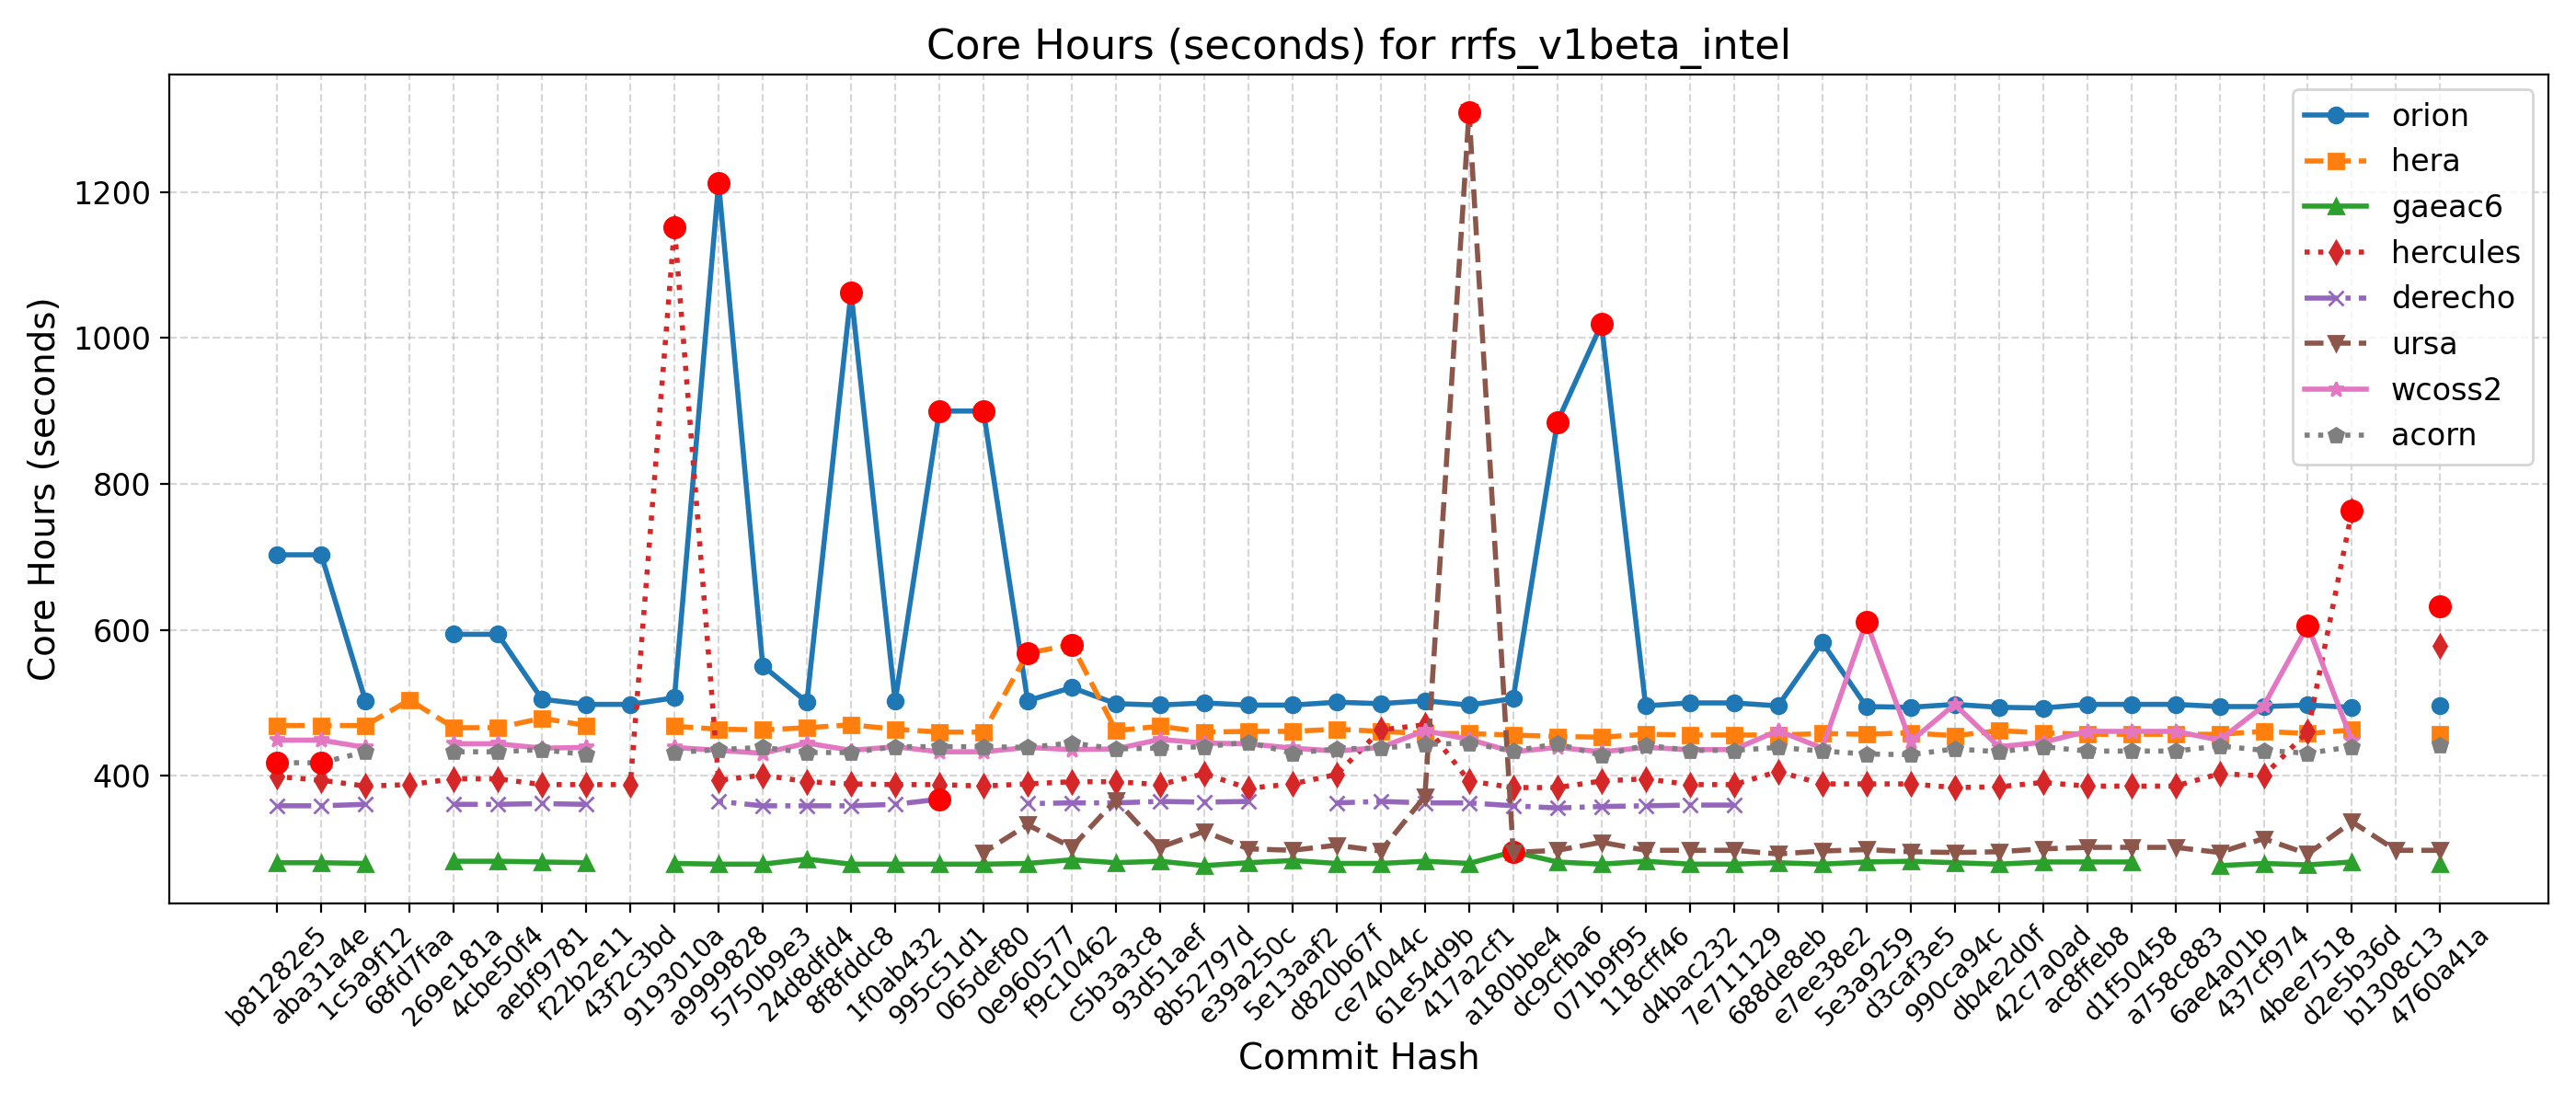 Core Hours (seconds) for rrfs_v1beta_intel
Core Hours (seconds)
1200
1000
800
600
400
orion
hera
gaeac6
hercules
derecho
ursa
wcoss2
acorn
b81282e5
aba31a4e
1c5a9f12
68fd7faa
269e181a
4cbe50f4
aebf9781
f22b2e11
43f2c3bd
9193010a
a9999828
5750b9e3
24d8dfd4
8f8fddc8
1f0ab432
995c51d1
065def80
0e960577
f9c10462
c5b3a3c8
93d51aef
8b52797d
e39a250c
5e13aaf2
d820b67f
ce74044c
61e54d9b
417a2cf1
a180bbe4
dc9cfba6
071b9f95
118cff46
d4bac232
7e711129
688de8eb
e7ee38e2
5e3a9259
d3caf3e5
990ca94c
db4e2d0f
42c7a0ad
ac8ffeb8
d1f50458
a758c883
6ae4a01b
437cf974
4bee7518
d2e5b36d
b1308c13
4760a41a
Commit Hash